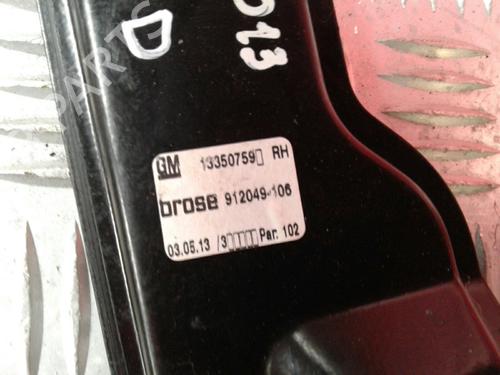 D
013
GM 13350759▯ RH
brose 912049-106
03.05.13 /3▯▯▯▯▯ Par. 102